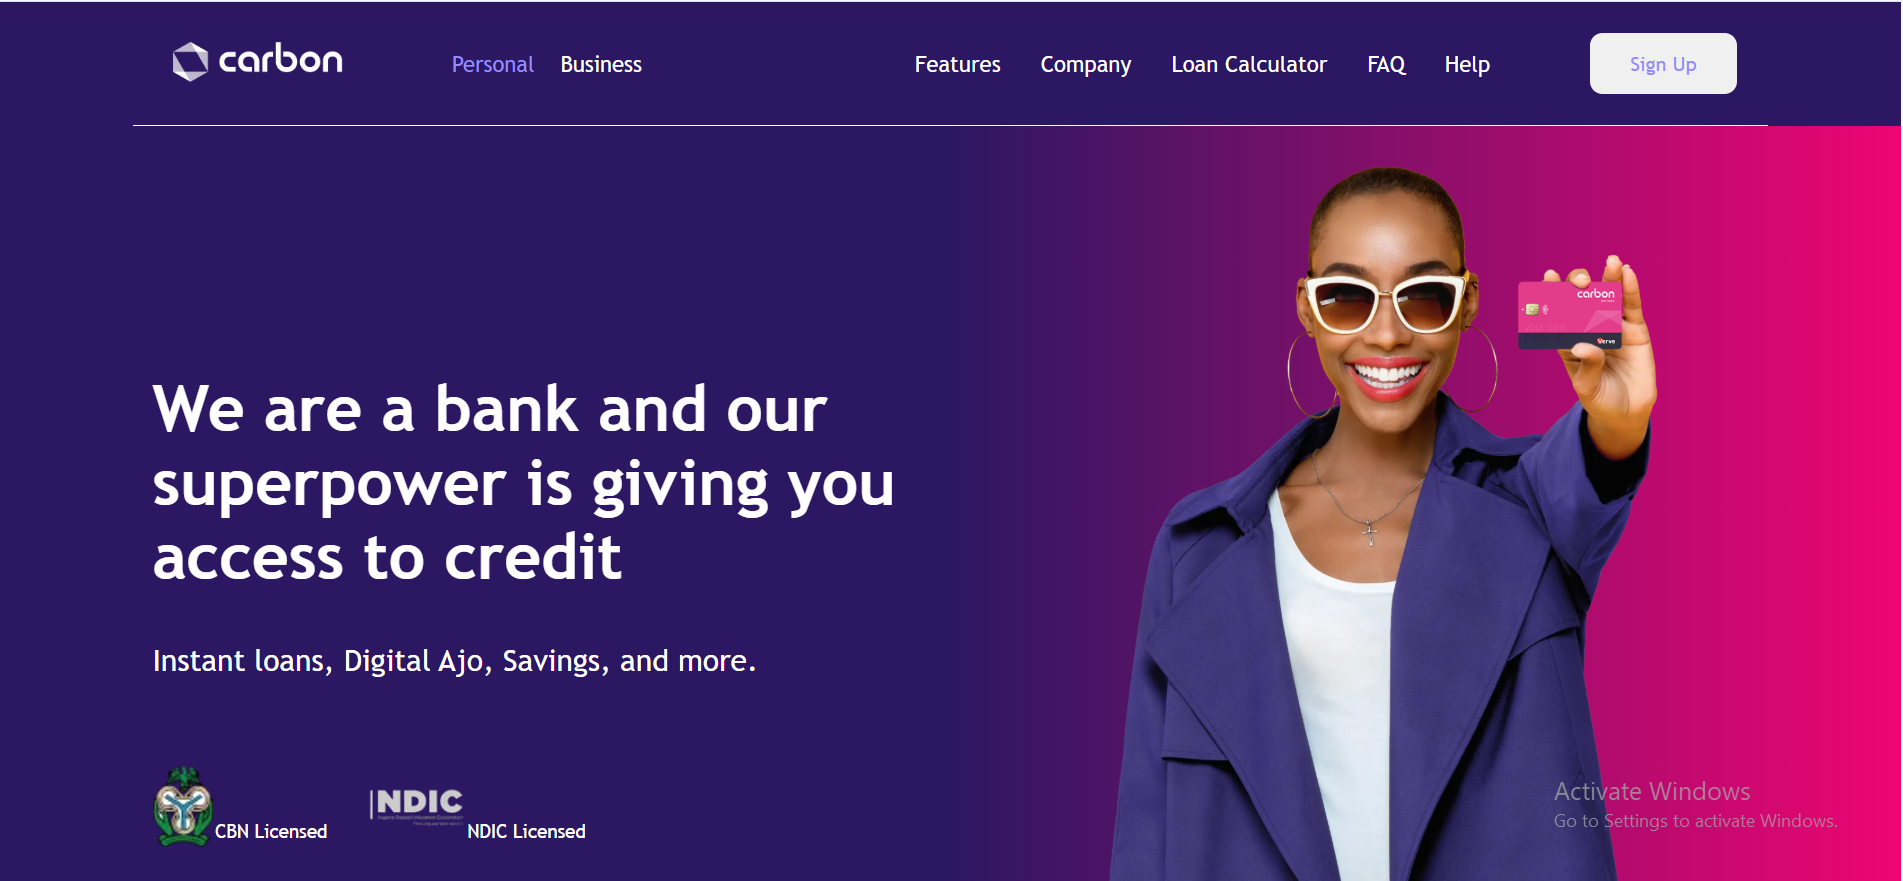 carbon
Personal Business Features Company Loan Calculator FAQ Help Sign Up
carbon
Verve
We are a bank and our
superpower is giving you
access to credit
Instant loans, Digital Ajo, Savings, and more.
NDIC
CBN Licensed
NDIC Licensed
Activate Windows
Go to Settings to activate Windows.